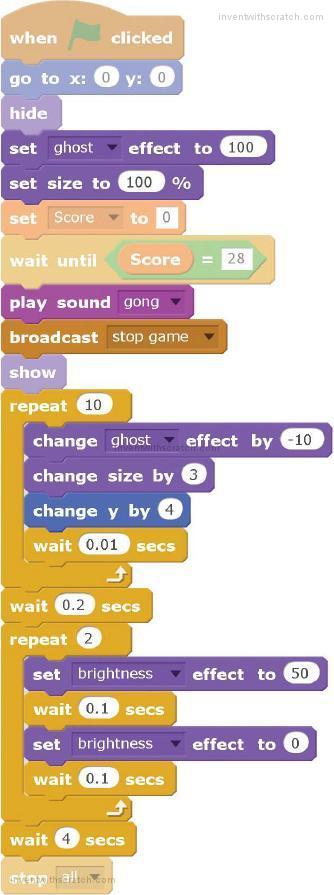 inventwithscratch.com
when clicked
go to x: 0 y: 0
hide
set ghost effect to 100
set size to 100 %
set Score to 0
wait until Score = 28
play sound gong
broadcast stop game
show
repeat 10
change ghost effect by -10
inventwithscratch.com
change size by 3
change y by 4
wait 0.01 secs
wait 0.2 secs
repeat 2
set brightness effect to 50
wait 0.1 secs
set brightness effect to 0
wait 0.1 secs
wait 4 secs
stop all
inventwithscratch.com